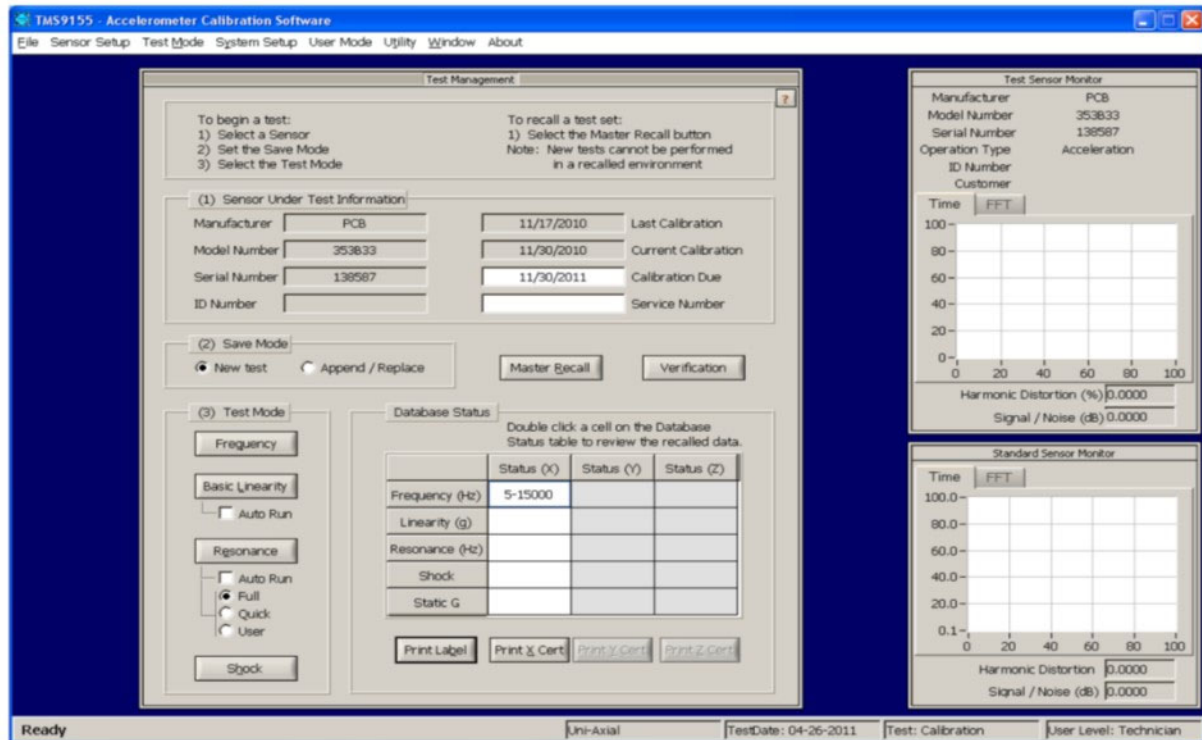 TMS9155 - Accelerometer Calibration Software
File Sensor Setup Test Mode System Setup User Mode Utility Window About
Test Management
?
To begin a test:
1) Select a Sensor
2) Set the Save Mode
3) Select the Test Mode
To recall a test set:
1) Select the Master Recall button
Note: New tests cannot be performed
in a recalled environment
(1) Sensor Under Test Information
Manufacturer PCB 11/17/2010 Last Calibration
Model Number 353B33 11/30/2010 Current Calibration
Serial Number 138587 11/30/2011 Calibration Due
ID Number Service Number
(2) Save Mode
New test Append / Replace
Master Recall Verification
(3) Test Mode
Frequency
Basic Linearity
Auto Run
Resonance
Auto Run
Full
Quick
User
Shock
Database Status
Double click a cell on the Database
Status table to review the recalled data.
Status (X) Status (Y) Status (Z)
Frequency (Hz) 5-15000
Linearity (g)
Resonance (Hz)
Shock
Static G
Print Label Print X Cert Print Y Cert Print Z Cert
Test Sensor Monitor
Manufacturer PCB
Model Number 353B33
Serial Number 138587
Operation Type Acceleration
ID Number
Customer
Time FFT
100
80
60
40
20
0
0 20 40 60 80 100
Harmonic Distortion (%) 0.0000
Signal / Noise (dB) 0.0000
Standard Sensor Monitor
Time FFT
100.0
80.0
60.0
40.0
20.0
0.1
0 20 40 60 80 100
Harmonic Distortion 0.0000
Signal / Noise (dB) 0.0000
Ready Uni-Axial TestDate: 04-26-2011 Test: Calibration User Level: Technician